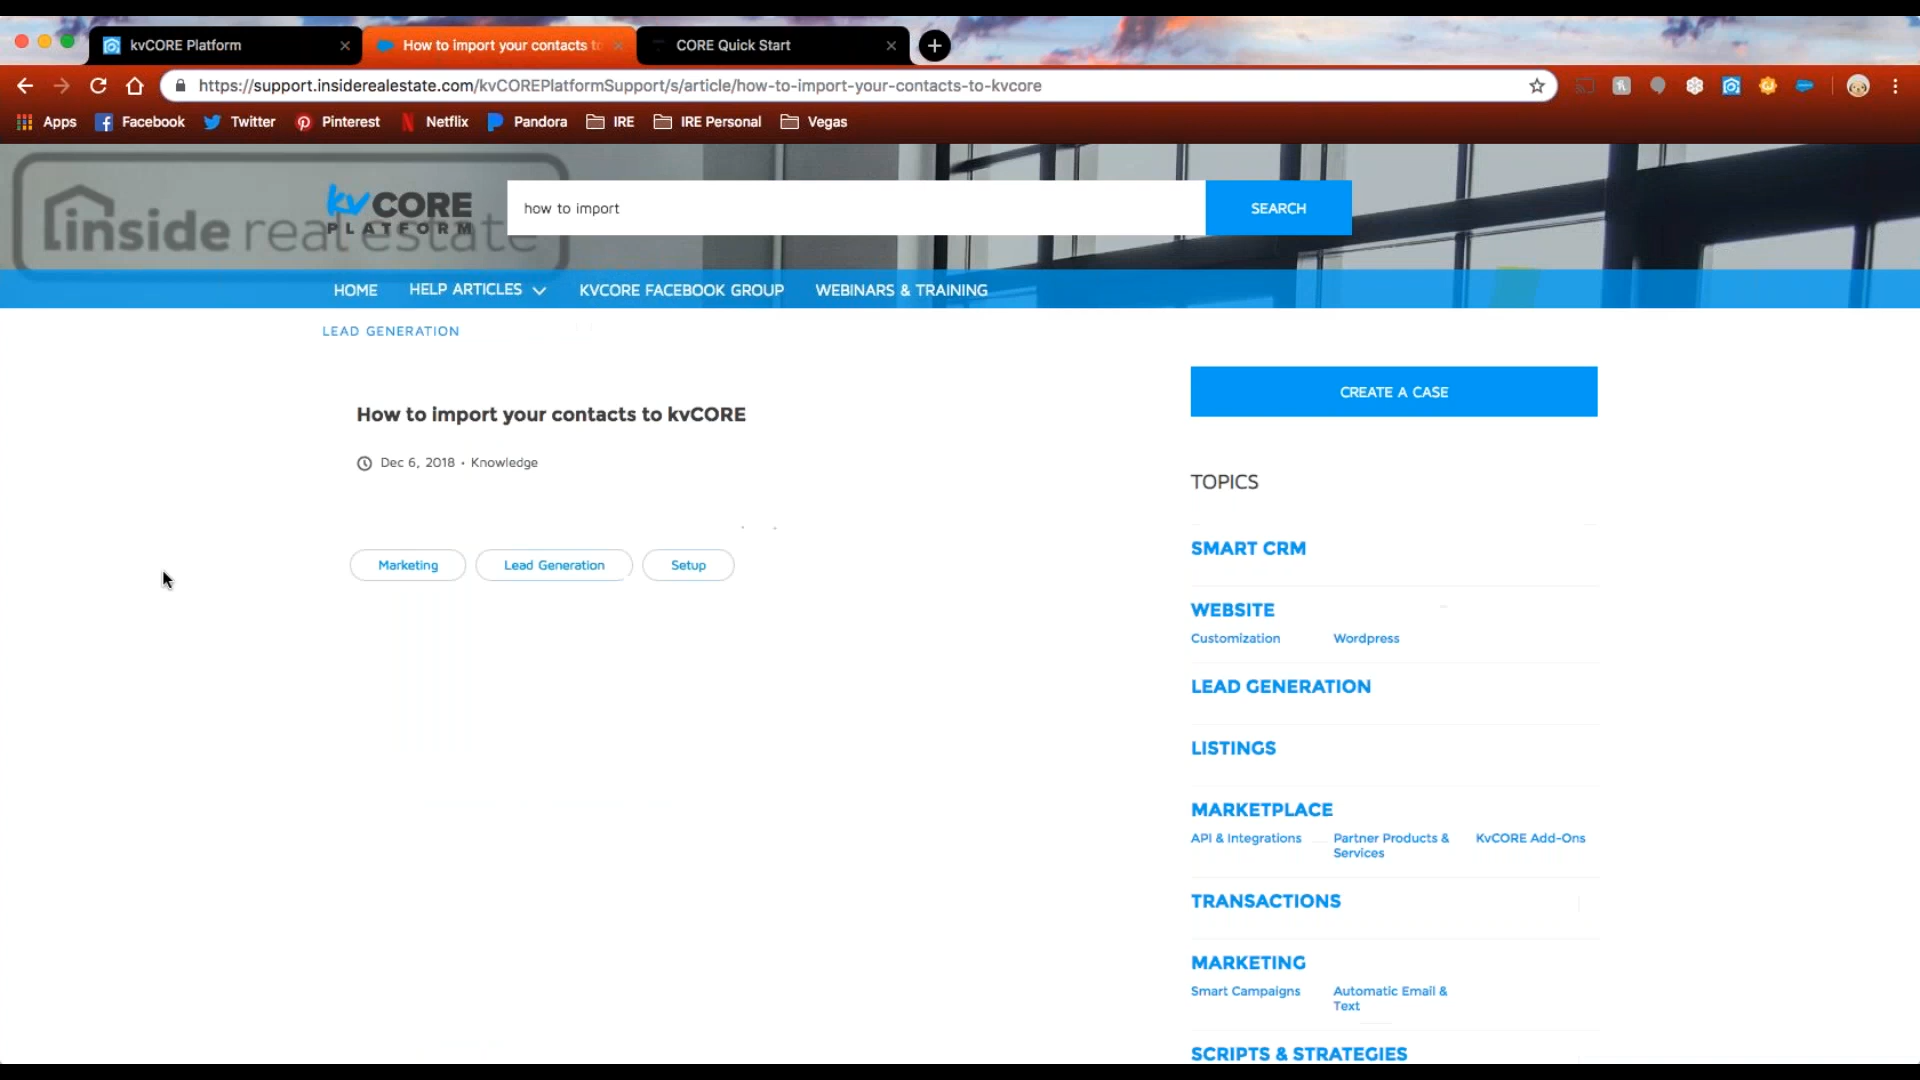 kvCORE Platform
How to import your contacts to
CORE Quick Start
https://support.insiderealestate.com/kvCOREPlatformSupport/s/article/how-to-import-your-contacts-to-kvcore
Apps
Facebook
Twitter
Pinterest
Netflix
Pandora
IRE
IRE Personal
Vegas
inside real estate
kvCORE
PLATFORM
how to import
SEARCH
HOME
HELP ARTICLES
KVCORE FACEBOOK GROUP
WEBINARS & TRAINING
LEAD GENERATION
How to import your contacts to kvCORE
Dec 6, 2018 • Knowledge
Marketing
Lead Generation
Setup
CREATE A CASE
TOPICS
SMART CRM
WEBSITE
Customization
Wordpress
LEAD GENERATION
LISTINGS
MARKETPLACE
API & Integrations
Partner Products &
Services
KvCORE Add-Ons
TRANSACTIONS
MARKETING
Smart Campaigns
Automatic Email &
Text
SCRIPTS & STRATEGIES